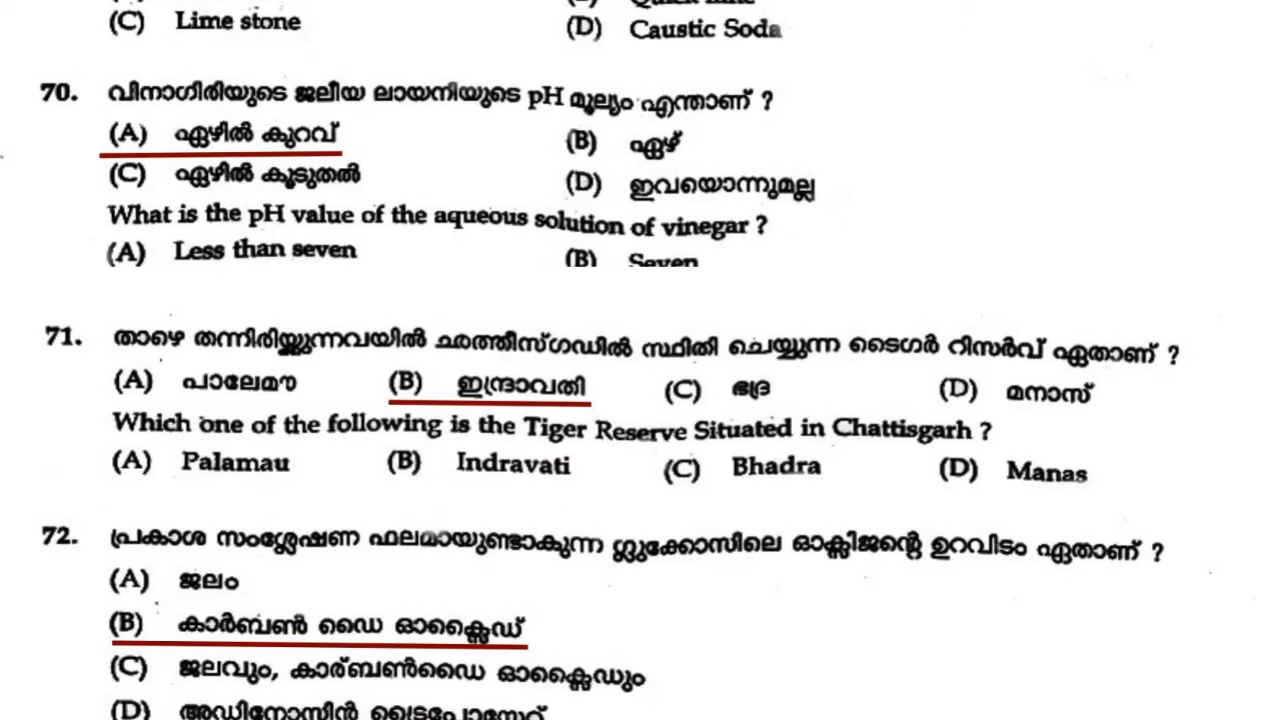 (C) Lime stone (D) Caustic Soda
70. വിനാഗിരിയുടെ ജലീയ ലായനിയുടെ pH മൂല്യം എന്താണ് ?
(A) ഏഴിൽ കുറവ് (B) ഏഴ്
(C) ഏഴിൽ കൂടുതൽ (D) ഇവയൊന്നുമല്ല
What is the pH value of the aqueous solution of vinegar ?
(A) Less than seven (B) Seven
71. താഴെ തന്നിരിയ്ക്കുന്നവയിൽ ഛത്തീസ്ഗഡിൽ സ്ഥിതി ചെയ്യുന്ന ടൈഗർ റിസർവ് ഏതാണ് ?
(A) പാലേമൗ (B) ഇന്ദ്രാവതി (C) ഭദ്ര (D) മനാസ്
Which one of the following is the Tiger Reserve Situated in Chattisgarh ?
(A) Palamau (B) Indravati (C) Bhadra (D) Manas
72. പ്രകാശ സംശ്ലേഷണ ഫലമായുണ്ടാകുന്ന ഗ്ലുക്കോസിലെ ഓക്സിജന്റെ ഉറവിടം ഏതാണ് ?
(A) ജലം
(B) കാർബൺ ഡൈ ഓക്സൈഡ്
(C) ജലവും, കാര്ബൺഡൈ ഓക്സൈഡും
(D) അഡിനോസിൻ ട്രൈഫോസ്ഫേറ്റ്